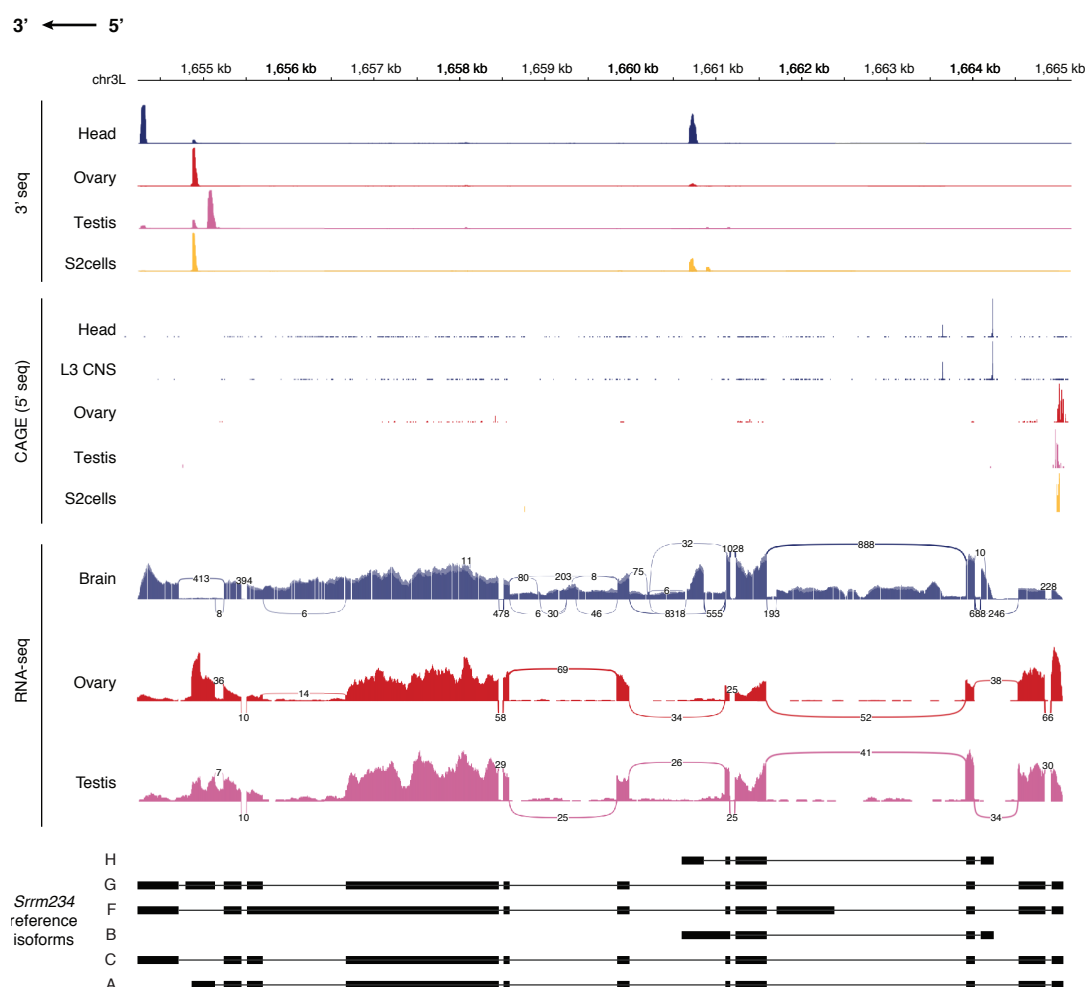 3’ 5’
chr3L 1,655 kb 1,656 kb 1,657 kb 1,658 kb 1,659 kb 1,660 kb 1,661 kb 1,662 kb 1,663 kb 1,664 kb 1,665 kb
3’ seq
Head
Ovary
Testis
S2cells
CAGE (5’ seq)
Head
L3 CNS
Ovary
Testis
S2cells
RNA-seq
Brain
32 1028 888 10
11
413 394 80 203 8 75
6
228
8 6 478 6 30 46 8318 555 193 688 246
Ovary
36 14 69 25 38
10 58 34 52 66
Testis
7 29 26 41 30
10 25 25 34
Srrm234
reference
isoforms
H
G
F
B
C
A